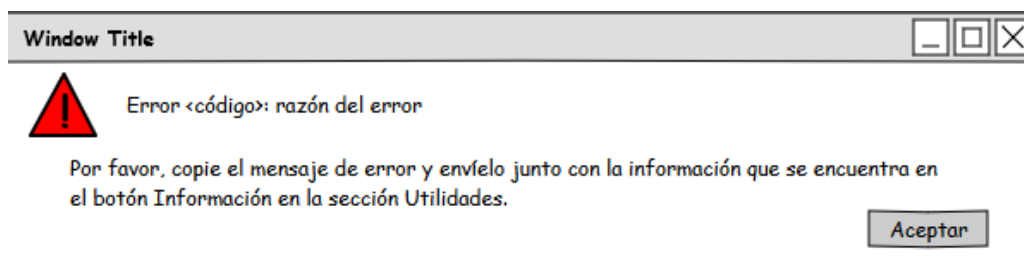 Window Title
Error <código>: razón del error
Por favor, copie el mensaje de error y envíelo junto con la información que se encuentra en
el botón Información en la sección Utilidades.
Aceptar